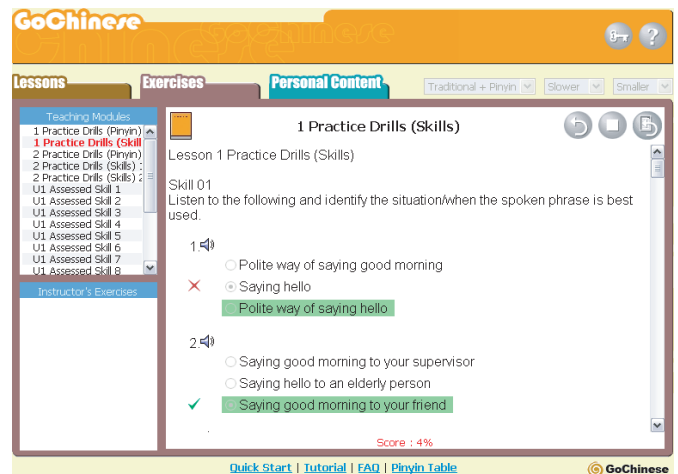 GoChinese
Lessons
Exercises
Personal Content
Traditional + Pinyin
Slower
Smaller
Teaching Modules
1 Practice Drills (Pinyin)
1 Practice Drills (Skill
2 Practice Drills (Pinyin)
2 Practice Drills (Skills) :
2 Practice Drills (Skills) 2
U1 Assessed Skill 1
U1 Assessed Skill 2
U1 Assessed Skill 3
U1 Assessed Skill 4
U1 Assessed Skill 5
U1 Assessed Skill 6
U1 Assessed Skill 7
U1 Assessed Skill 8
Instructor's Exercises
1 Practice Drills (Skills)
Lesson 1 Practice Drills (Skills)
Skill 01
Listen to the following and identify the situation/when the spoken phrase is best
used.
1.
Polite way of saying good morning
Saying hello
Polite way of saying hello
2.
Saying good morning to your supervisor
Saying hello to an elderly person
Saying good morning to your friend
Score : 4%
Quick Start | Tutorial | FAQ | Pinyin Table
GoChinese